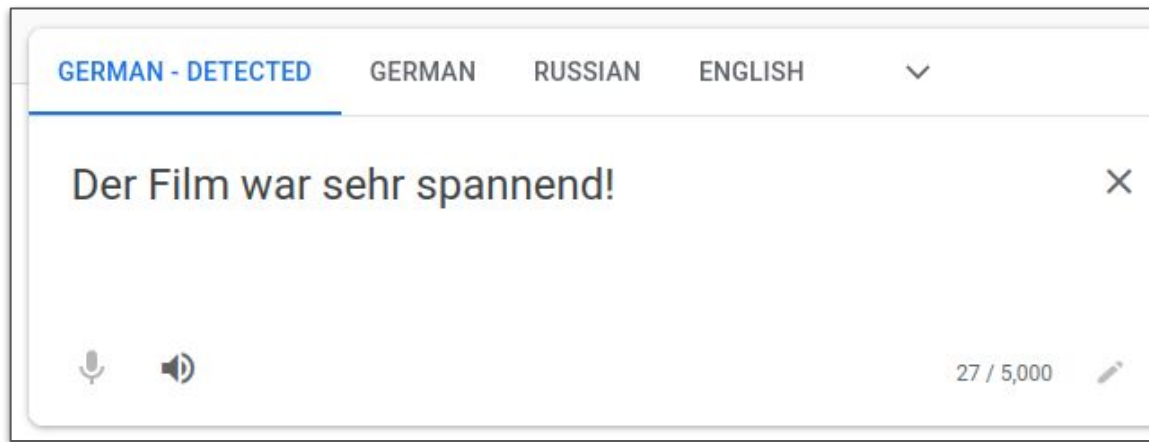 GERMAN - DETECTED GERMAN RUSSIAN ENGLISH
Der Film war sehr spannend!
27 / 5,000